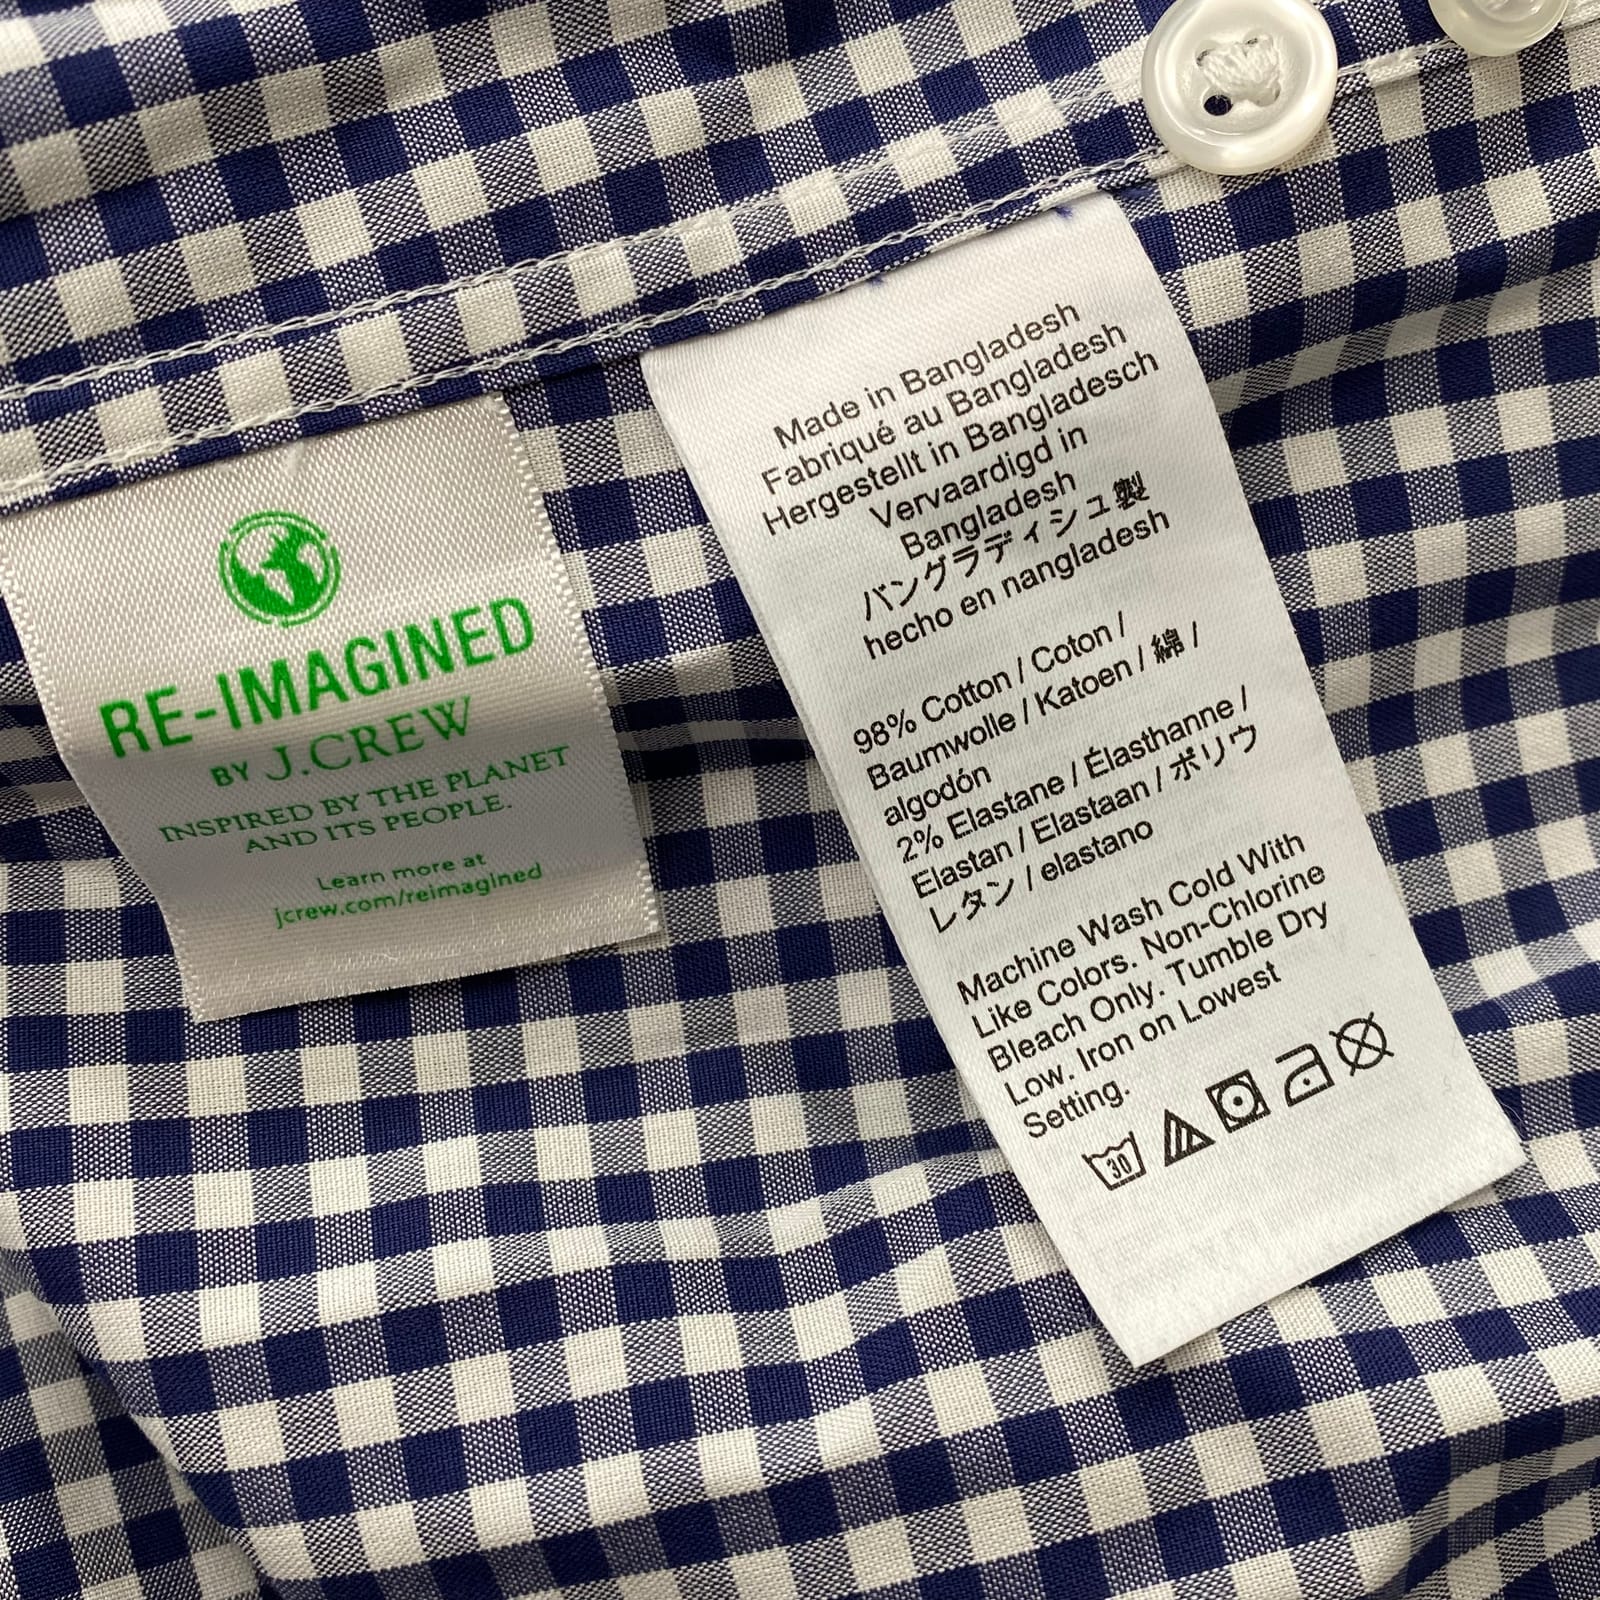 RE-IMAGINED
BY J.CREW
INSPIRED BY THE PLANET
AND ITS PEOPLE.
Learn more at
jcrew.com/reimagined
Made in Bangladesh
Fabriqué au Bangladesh
Hergestellt in Bangladesch
Vervaardigd in
Bangladesh
バングラディシュ製
hecho en nangladesh
98% Cotton / Coton /
Baumwolle / Katoen / 綿 /
algodón
2% Elastane / Élasthanne /
Elastan / Elastaan / ポリウ
レタン / elastano
Machine Wash Cold With
Like Colors. Non-Chlorine
Bleach Only. Tumble Dry
Low. Iron on Lowest
Setting.
30